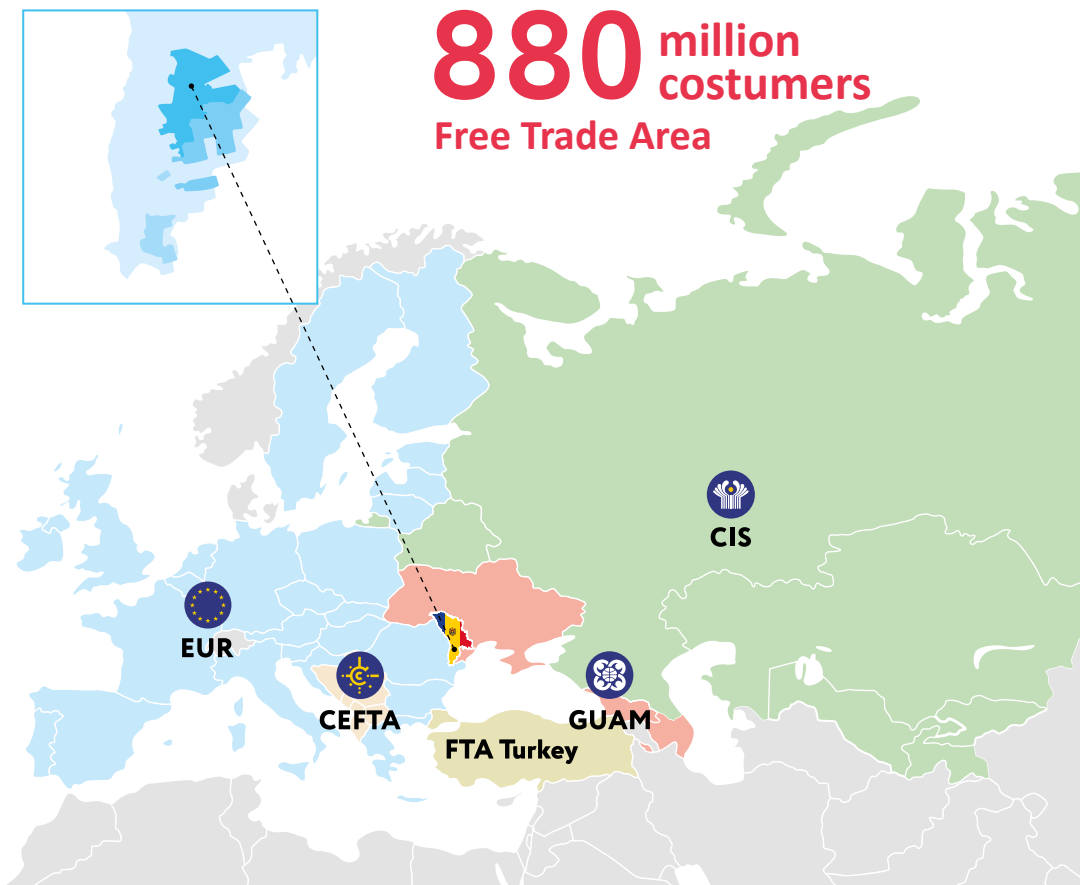 880 million
costumers
Free Trade Area
CIS
EUR
CEFTA
GUAM
FTA Turkey